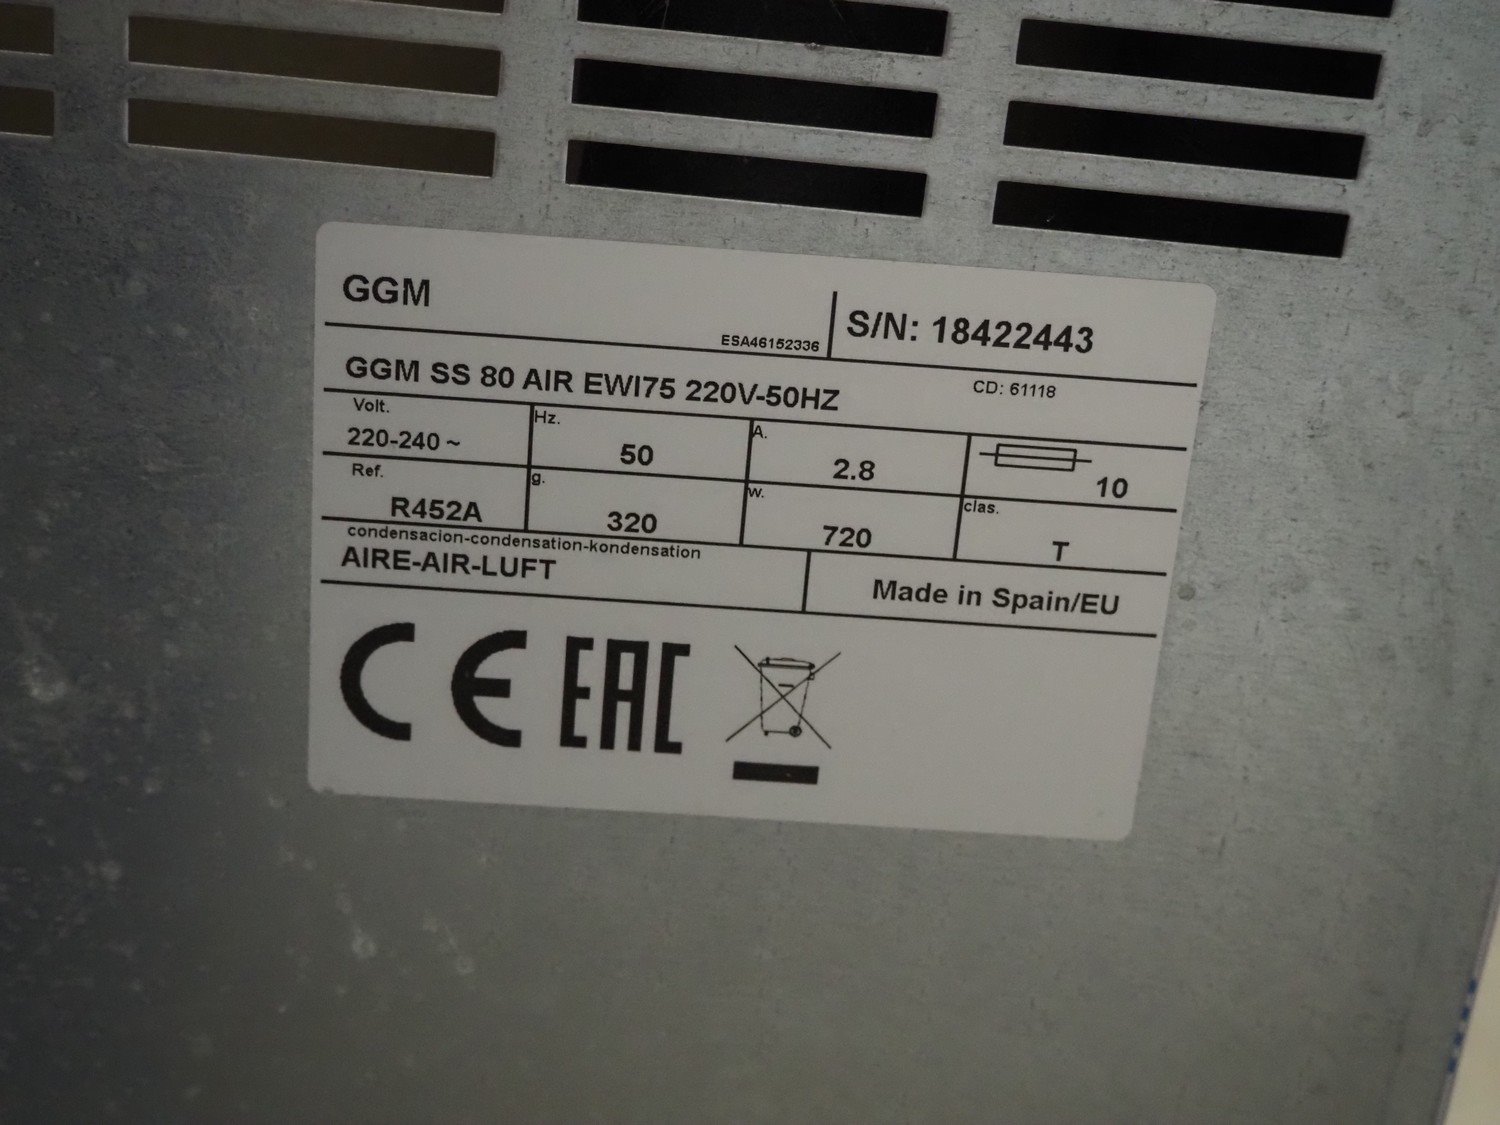 GGM
ESA46152336
S/N: 18422443
GGM SS 80 AIR EWI75 220V-50HZ
CD: 61118
Volt. Hz. A.
220-240 ~ 50 2.8 10
Ref. g. w. clas.
R452A 320 720 T
condensacion-condensation-kondensation
AIRE-AIR-LUFT
Made in Spain/EU
CE EAC